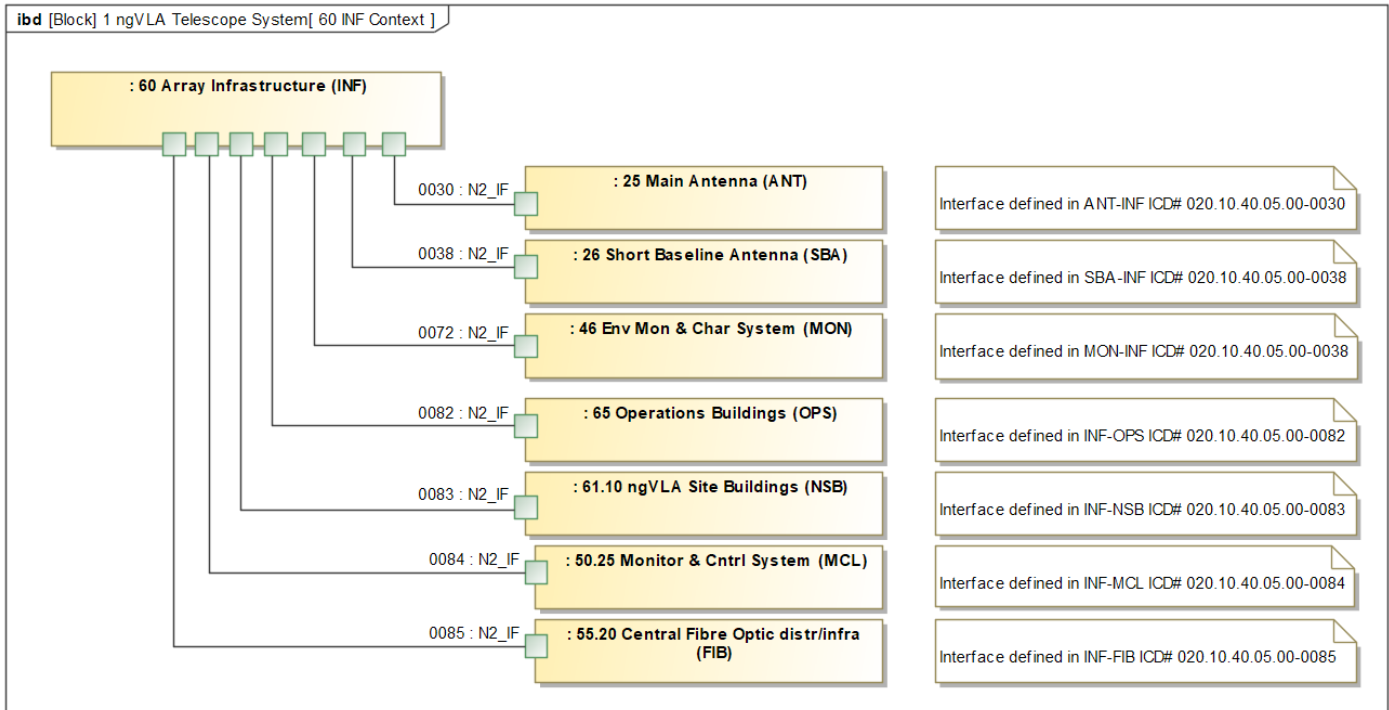 ibd [Block] 1 ngVLA Telescope System[ 60 INF Context ]
: 60 Array Infrastructure (INF)
0030 : N2_IF
: 25 Main Antenna (ANT)
Interface defined in ANT-INF ICD# 020.10.40.05.00-0030
0038 : N2_IF
: 26 Short Baseline Antenna (SBA)
Interface defined in SBA-INF ICD# 020.10.40.05.00-0038
0072 : N2_IF
: 46 Env Mon & Char System (MON)
Interface defined in MON-INF ICD# 020.10.40.05.00-0038
0082 : N2_IF
: 65 Operations Buildings (OPS)
Interface defined in INF-OPS ICD# 020.10.40.05.00-0082
0083 : N2_IF
: 61.10 ngVLA Site Buildings (NSB)
Interface defined in INF-NSB ICD# 020.10.40.05.00-0083
0084 : N2_IF
: 50.25 Monitor & Cntrl System (MCL)
Interface defined in INF-MCL ICD# 020.10.40.05.00-0084
0085 : N2_IF
: 55.20 Central Fibre Optic distr/infra
(FIB)
Interface defined in INF-FIB ICD# 020.10.40.05.00-0085